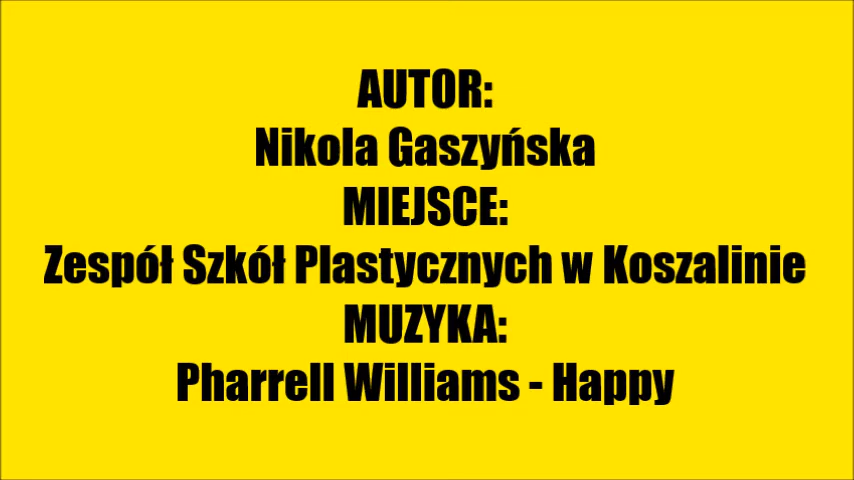 AUTOR:
Nikola Gaszyńska
MIEJSCE:
Zespół Szkół Plastycznych w Koszalinie
MUZYKA:
Pharrell Williams - Happy